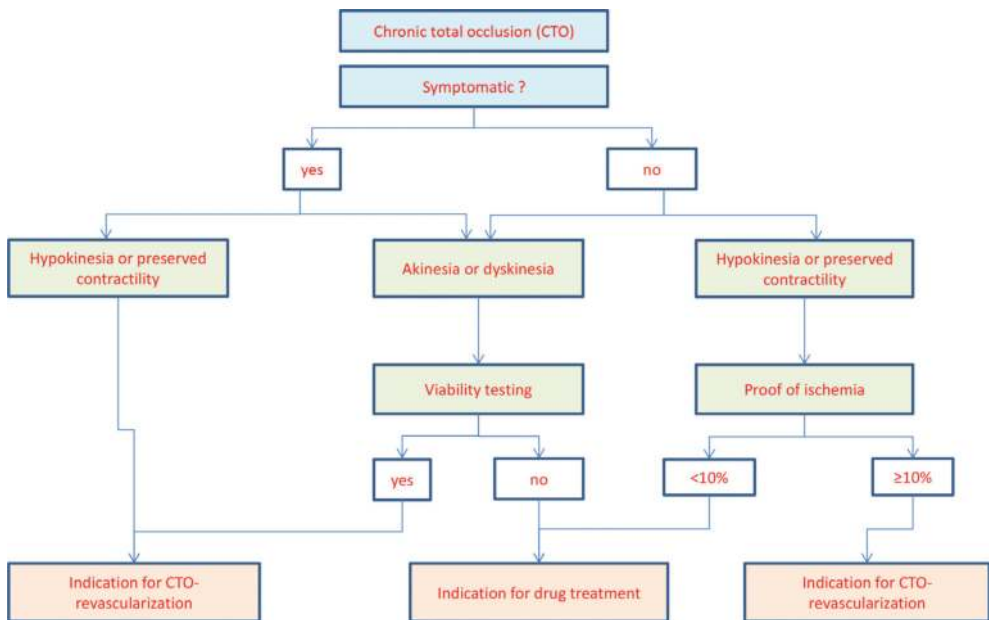 Chronic total occlusion (CTO)
Symptomatic ?
yes
no
Hypokinesia or preserved
contractility
Akinesia or dyskinesia
Hypokinesia or preserved
contractility
Viability testing
Proof of ischemia
yes
no
<10%
≥10%
Indication for CTO-
revascularization
Indication for drug treatment
Indication for CTO-
revascularization